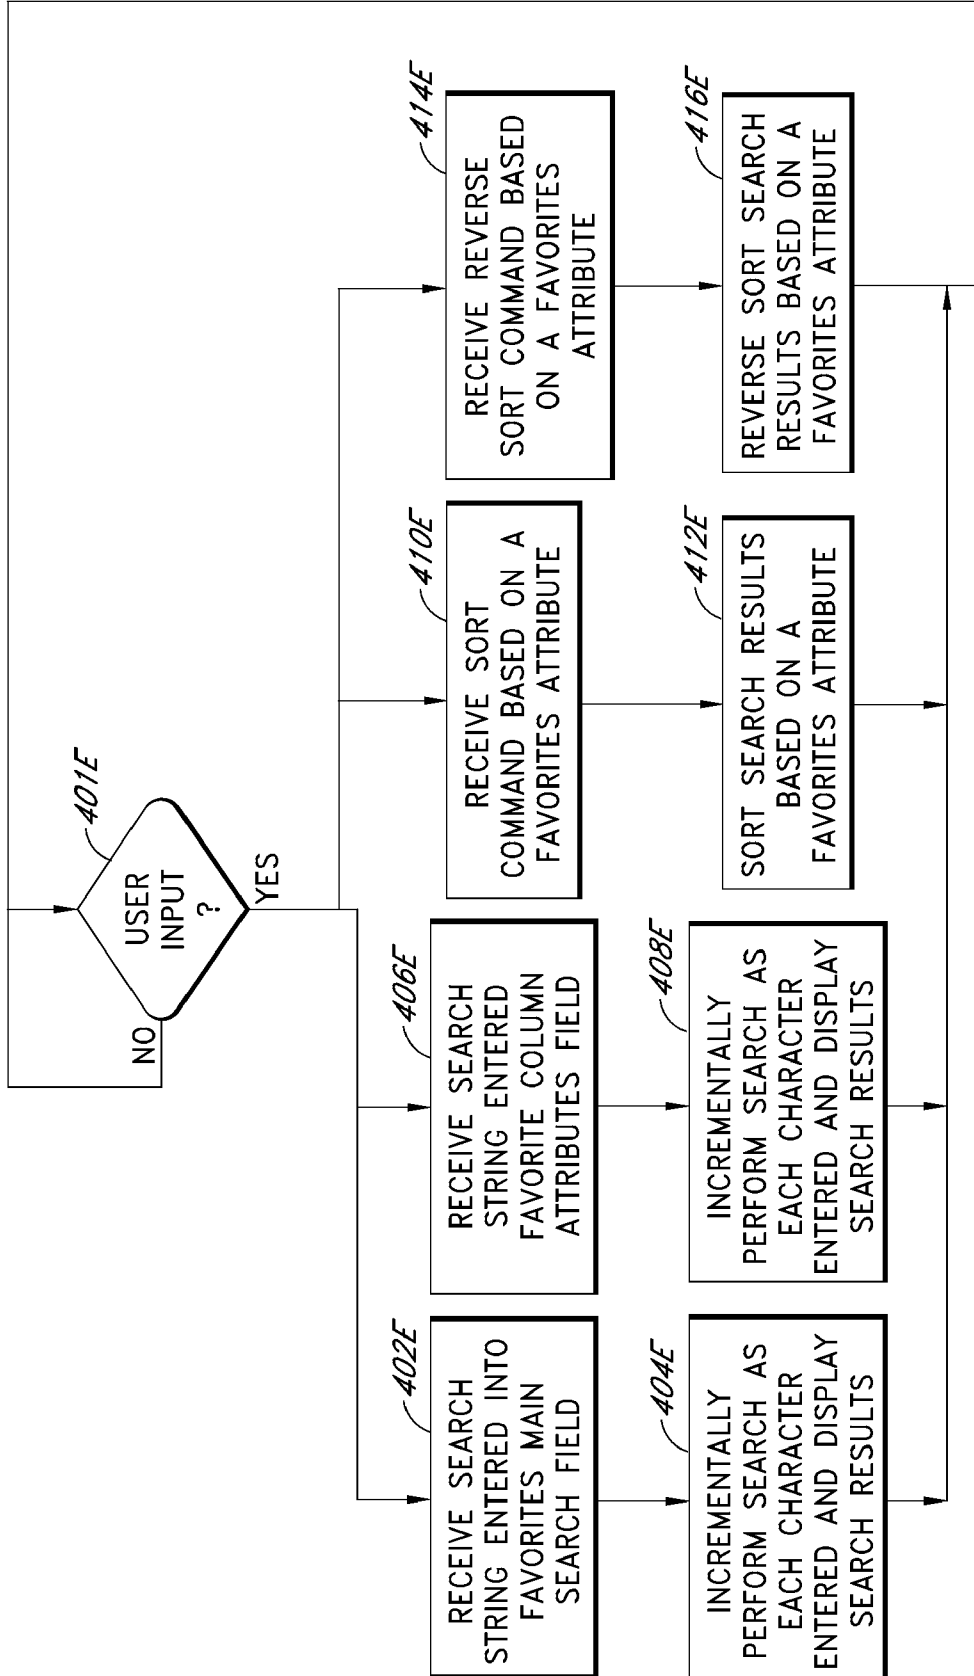 401E
USER
INPUT
?
NO
YES
402E
RECEIVE SEARCH
STRING ENTERED INTO
FAVORITES MAIN
SEARCH FIELD
406E
RECEIVE SEARCH
STRING ENTERED
FAVORITE COLUMN
ATTRIBUTES FIELD
410E
RECEIVE SORT
COMMAND BASED ON A
FAVORITES ATTRIBUTE
414E
RECEIVE REVERSE
SORT COMMAND BASED
ON A FAVORITES
ATTRIBUTE
404E
INCREMENTALLY
PERFORM SEARCH AS
EACH CHARACTER
ENTERED AND DISPLAY
SEARCH RESULTS
408E
INCREMENTALLY
PERFORM SEARCH AS
EACH CHARACTER
ENTERED AND DISPLAY
SEARCH RESULTS
412E
SORT SEARCH RESULTS
BASED ON A
FAVORITES ATTRIBUTE
416E
REVERSE SORT SEARCH
RESULTS BASED ON A
FAVORITES ATTRIBUTE